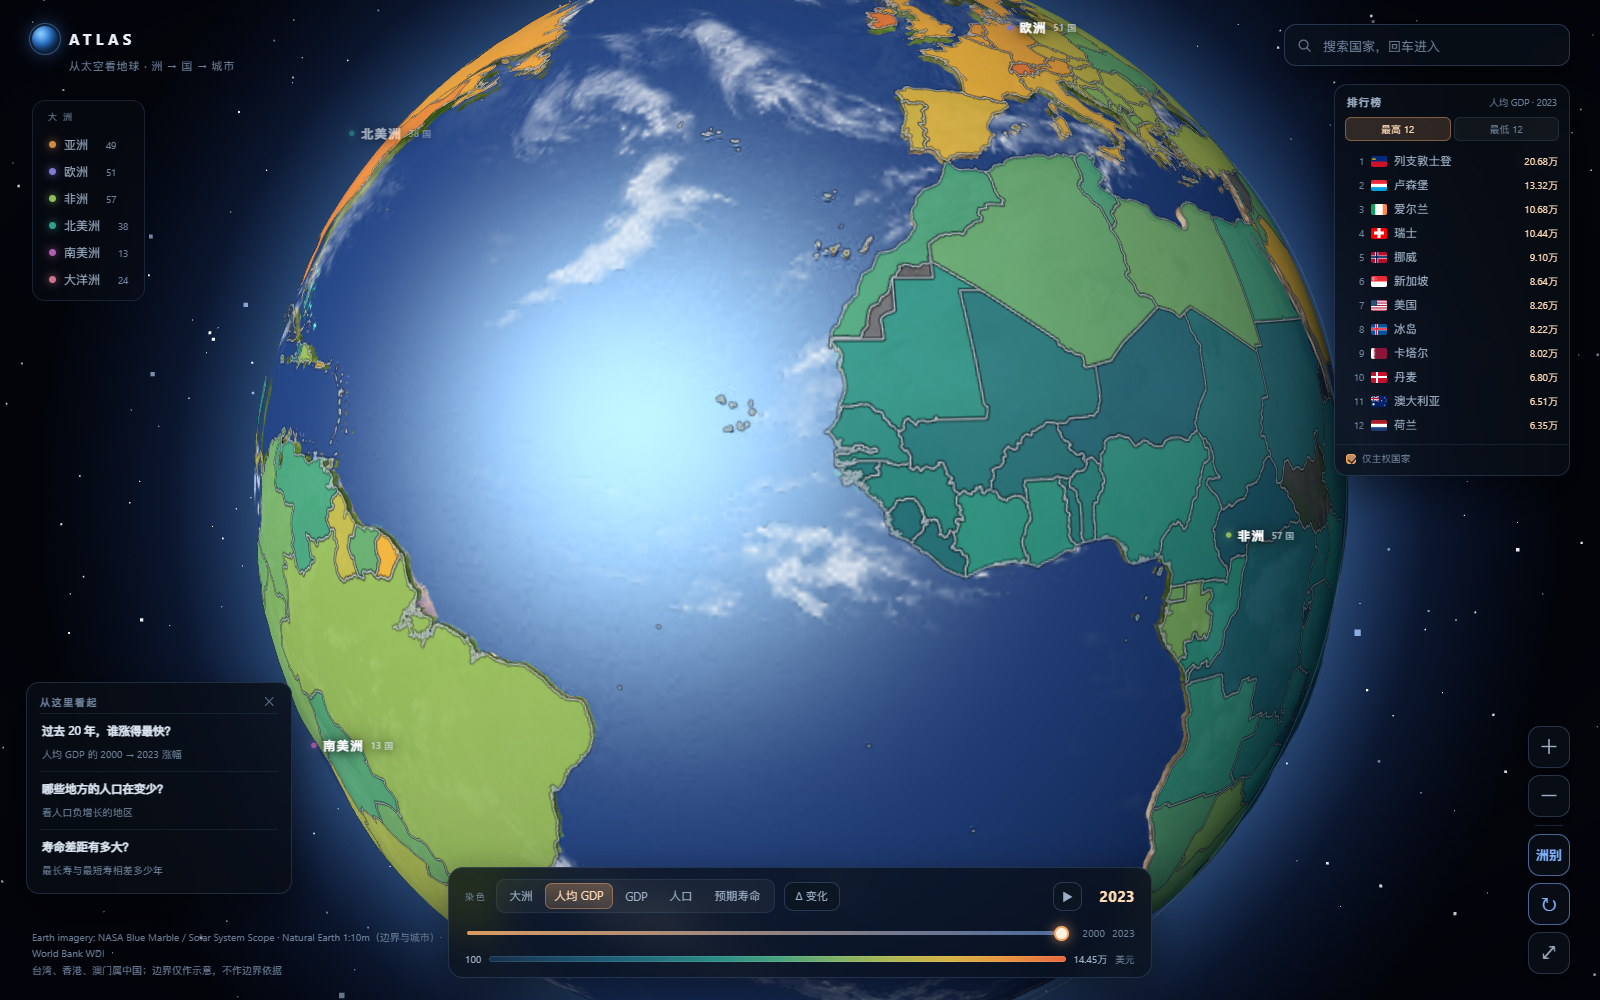 ATLAS
从太空看地球 · 洲 → 国 → 城市
大 洲
亚洲 49
欧洲 51
非洲 57
北美洲 38
南美洲 13
大洋洲 24
北美洲 38 国
欧洲 51 国
非洲 57 国
南美洲 13 国
搜索国家，回车进入
排行榜 人均 GDP · 2023
最高 12 最低 12
1 列支敦士登 20.68万
2 卢森堡 13.32万
3 爱尔兰 10.68万
4 瑞士 10.44万
5 挪威 9.10万
6 新加坡 8.64万
7 美国 8.26万
8 冰岛 8.22万
9 卡塔尔 8.02万
10 丹麦 6.80万
11 澳大利亚 6.51万
12 荷兰 6.35万
仅主权国家
从这里看起
过去 20 年，谁涨得最快？
人均 GDP 的 2000 → 2023 涨幅
哪些地方的人口在变少？
看人口负增长的地区
寿命差距有多大？
最长寿与最短寿相差多少年
染色 大洲 人均 GDP GDP 人口 预期寿命 Δ 变化 2023
2000 2023
100 14.45万 美元
洲别
Earth imagery: NASA Blue Marble / Solar System Scope · Natural Earth 1:10m（边界与城市）·
World Bank WDI
台湾、香港、澳门属中国；边界仅作示意，不作边界依据